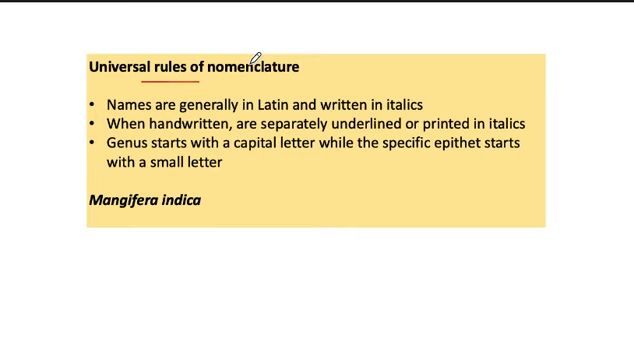 Universal rules of nomenclature
• Names are generally in Latin and written in italics
• When handwritten, are separately underlined or printed in italics
• Genus starts with a capital letter while the specific epithet starts
with a small letter
Mangifera indica